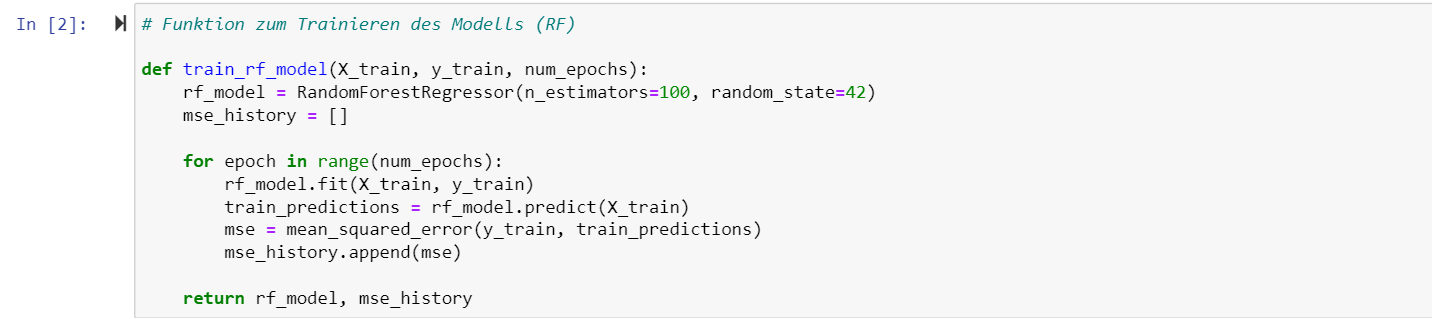 In [2]: # Funktion zum Trainieren des Modells (RF)
def train_rf_model(X_train, y_train, num_epochs):
    rf_model = RandomForestRegressor(n_estimators=100, random_state=42)
    mse_history = []
    for epoch in range(num_epochs):
        rf_model.fit(X_train, y_train)
        train_predictions = rf_model.predict(X_train)
        mse = mean_squared_error(y_train, train_predictions)
        mse_history.append(mse)
    return rf_model, mse_history